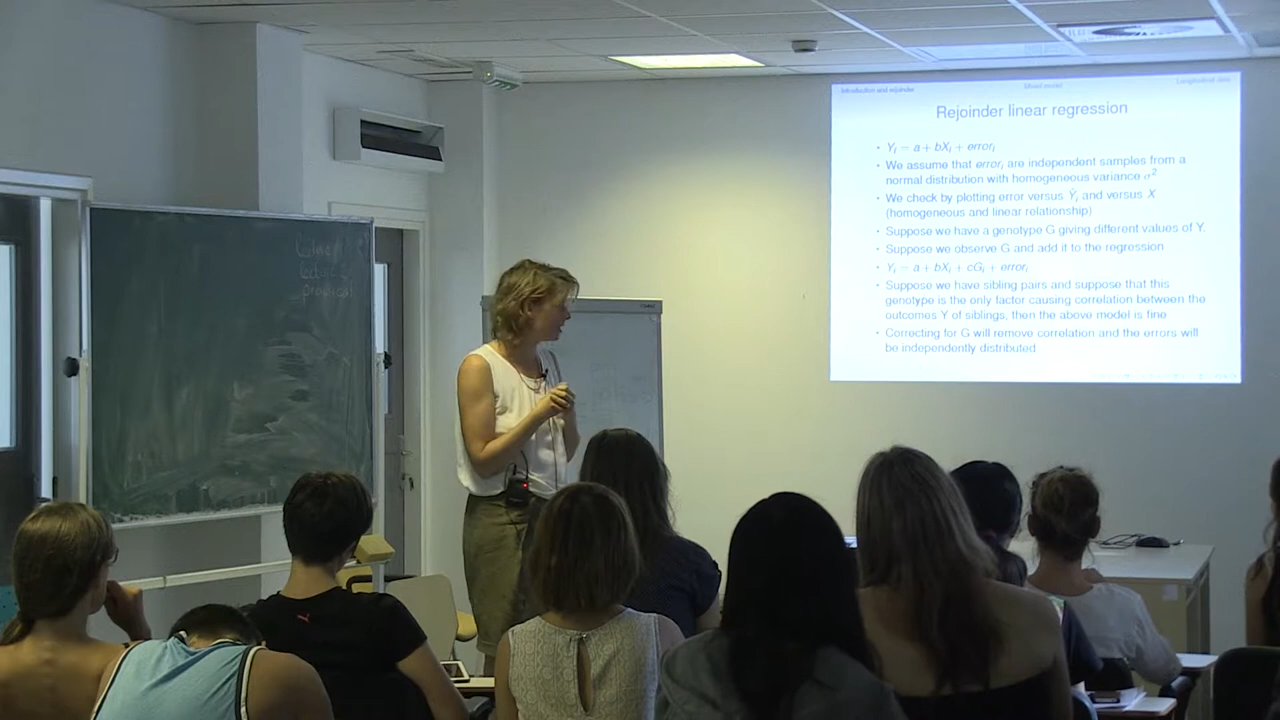 Introduction and rejoinder
Mixed model
Longitudinal data
Rejoinder linear regression
• Yᵢ = a + bXᵢ + errorᵢ
• We assume that errorᵢ are independent samples from a
normal distribution with homogeneous variance σ²
• We check by plotting error versus Ŷᵢ and versus X
(homogeneous and linear relationship)
• Suppose we have a genotype G giving different values of Y.
• Suppose we observe G and add it to the regression
• Yᵢ = a + bXᵢ + cGᵢ + errorᵢ
• Suppose we have sibling pairs and suppose that this
genotype is the only factor causing correlation between the
outcomes Y of siblings, then the above model is fine
• Correcting for G will remove correlation and the errors will
be independently distributed